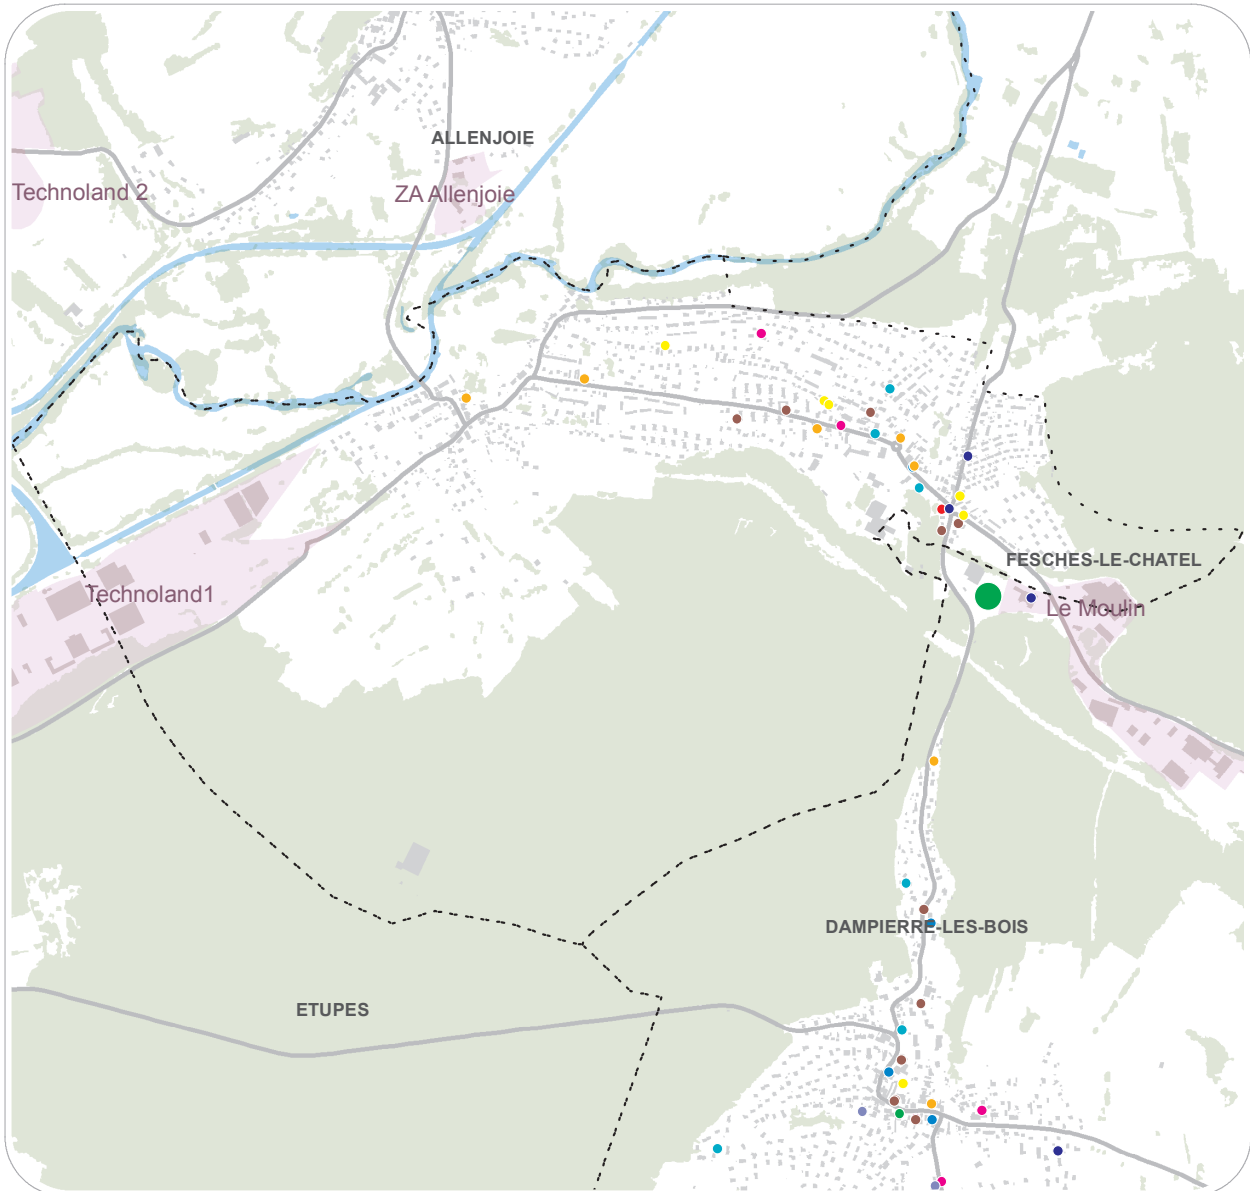 ALLENJOIE
Technoland 2
ZA Allenjoie
FESCHES-LE-CHATEL
Technoland1
Le Moulin
DAMPIERRE-LES-BOIS
ETUPES